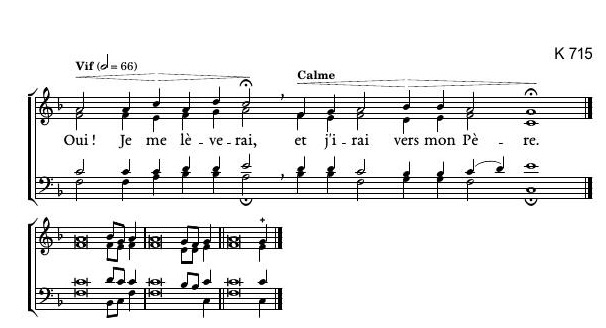 K 715
Vif (𝅗𝅥 = 66)
Calme
Oui ! Je me lè - ve - rai, et j'i - rai vers mon Pè - re.